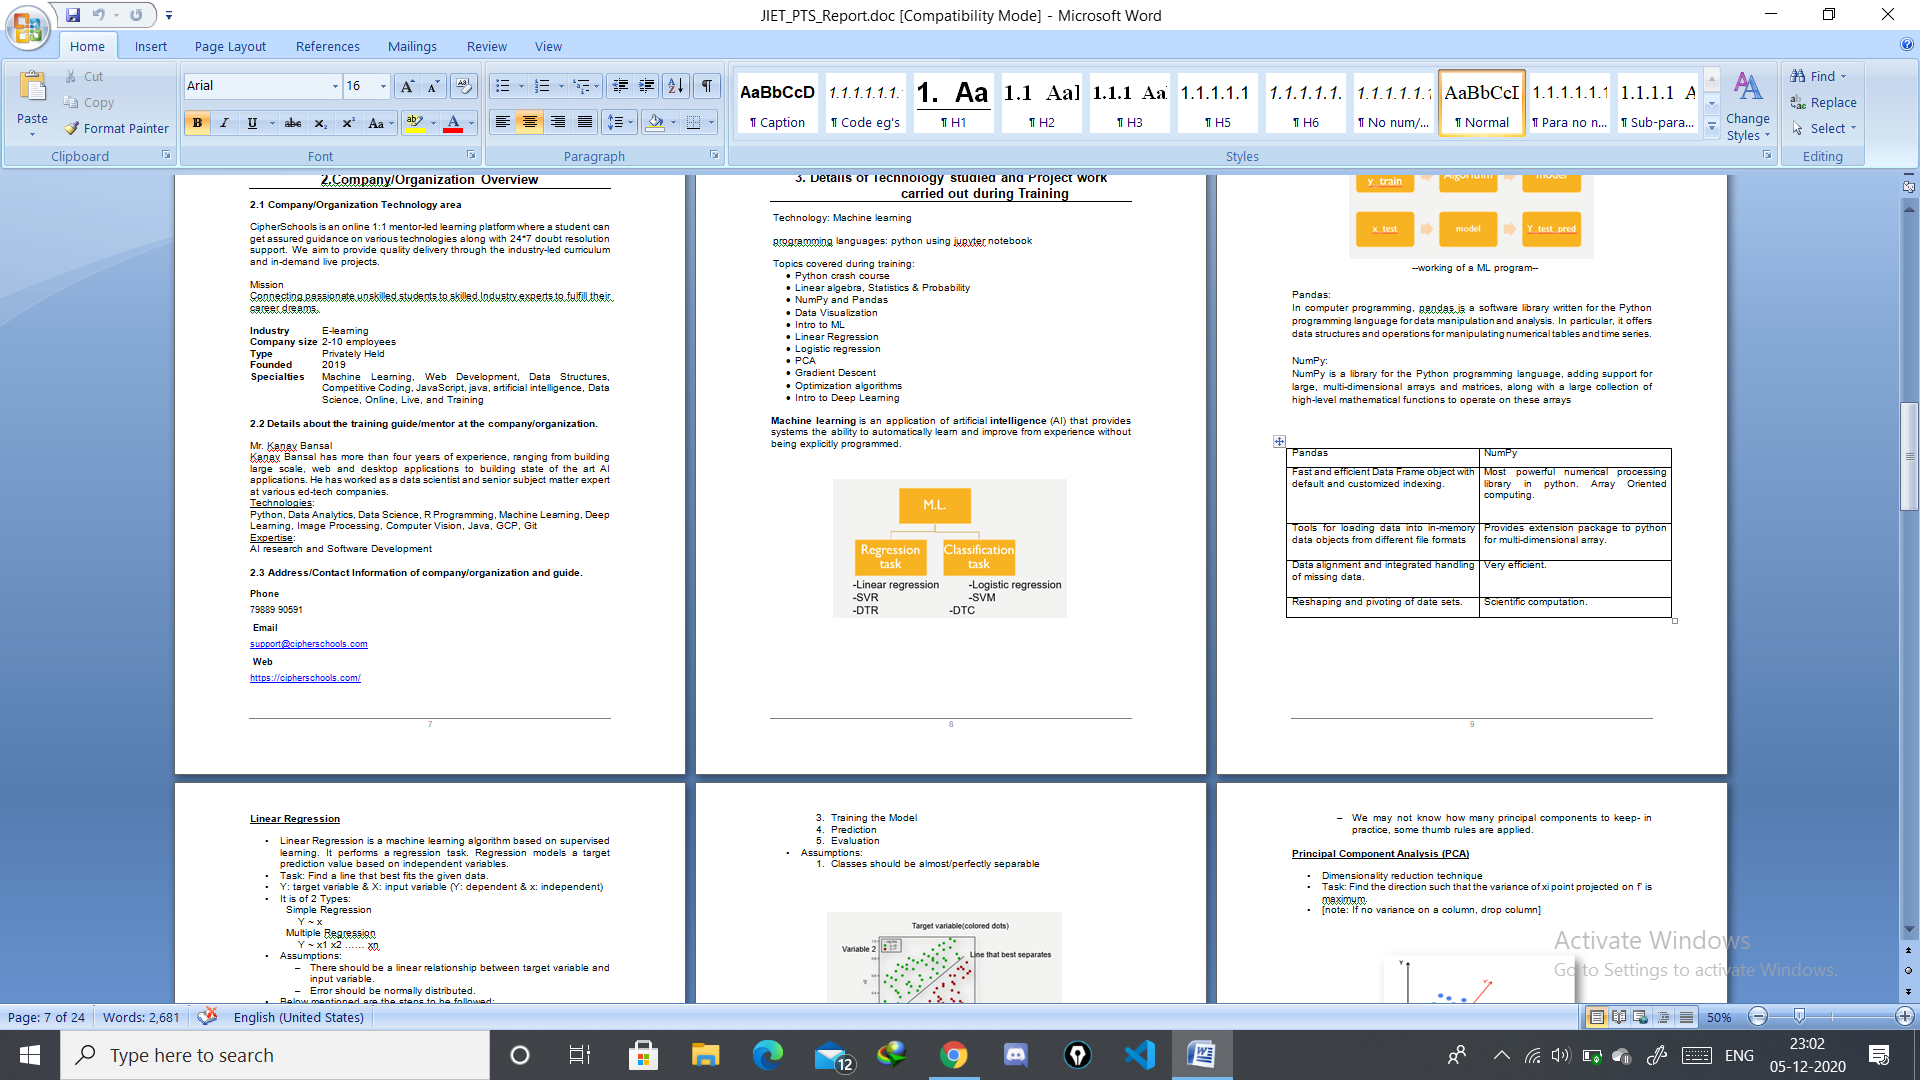 JIET_PTS_Report.doc [Compatibility Mode] - Microsoft Word
Home Insert Page Layout References Mailings Review View
Paste
Cut
Copy
Format Painter
Clipboard
Arial 16
Font
Paragraph
AaBbCcD 1.1.1.1.1.1. 1. Aa 1.1 Aa 1.1.1 Aa 1.1.1.1.1 1.1.1.1.1. 1.1.1.1.1.1. AaBbCcI 1.1.1.1.1.1 1.1.1.1 A
¶ Caption ¶ Code eg's ¶ H1 ¶ H2 ¶ H3 ¶ H5 ¶ H6 ¶ No num/... ¶ Normal ¶ Para no n... ¶ Sub-para...
Change
Styles
Styles
Find
Replace
Select
Editing
2.Company/Organization Overview
2.1 Company/Organization Technology area
CipherSchools is an online 1:1 mentor-led learning platform where a student can
get assured guidance on various technologies along with 24*7 doubt resolution
support. We aim to provide quality delivery through the industry-led curriculum
and in-demand live projects.
Mission
Connecting passionate unskilled students to skilled Industry experts to fulfill their
career dreams.
Industry E-learning
Company size 2-10 employees
Type Privately Held
Founded 2019
Specialties Machine Learning, Web Development, Data Structures,
Competitive Coding, JavaScript, java, artificial intelligence, Data
Science, Online, Live, and Training
2.2 Details about the training guide/mentor at the company/organization.
Mr. Kanav Bansal
Kanav Bansal has more than four years of experience, ranging from building
large scale, web and desktop applications to building state of the art AI
applications. He has worked as a data scientist and senior subject matter expert
at various ed-tech companies.
Technologies:
Python, Data Analytics, Data Science, R Programming, Machine Learning, Deep
Learning, Image Processing, Computer Vision, Java, GCP, Git
Expertise:
AI research and Software Development
2.3 Address/Contact Information of company/organization and guide.
Phone
79889 90591
Email
support@cipherschools.com
Web
https://cipherschools.com/
7
3. Details of Technology studied and Project work
carried out during Training
Technology: Machine learning
programming languages: python using jupyter notebook
Topics covered during training:
• Python crash course
• Linear algebra, Statistics & Probability
• NumPy and Pandas
• Data Visualization
• Intro to ML
• Linear Regression
• Logistic regression
• PCA
• Gradient Descent
• Optimization algorithms
• Intro to Deep Learning
Machine learning is an application of artificial intelligence (AI) that provides
systems the ability to automatically learn and improve from experience without
being explicitly programmed.
M.L.
Regression task Classification task
-Linear regression -Logistic regression
-SVR -SVM
-DTR -DTC
8
y_train Algorithm model
x_test model Y_test_pred
--working of a ML program--
Pandas:
In computer programming, pandas is a software library written for the Python
programming language for data manipulation and analysis. In particular, it offers
data structures and operations for manipulating numerical tables and time series.
NumPy:
NumPy is a library for the Python programming language, adding support for
large, multi-dimensional arrays and matrices, along with a large collection of
high-level mathematical functions to operate on these arrays
Pandas NumPy
Fast and efficient Data Frame object with default and customized indexing. Most powerful numerical processing library in python. Array Oriented computing.
Tools for loading data into in-memory data objects from different file formats Provides extension package to python for multi-dimensional array.
Data alignment and integrated handling of missing data. Very efficient.
Reshaping and pivoting of date sets. Scientific computation.
9
Linear Regression
• Linear Regression is a machine learning algorithm based on supervised
learning. It performs a regression task. Regression models a target
prediction value based on independent variables.
• Task: Find a line that best fits the given data.
• Y: target variable & X: input variable (Y: dependent & x: independent)
• It is of 2 Types:
Simple Regression
Y ~ x
Multiple Regression
Y ~ x1 x2 ...... xn
• Assumptions:
– There should be a linear relationship between target variable and
input variable.
– Error should be normally distributed.
• Below mentioned are the steps to be followed:
3. Training the Model
4. Prediction
5. Evaluation
• Assumptions:
1. Classes should be almost/perfectly separable
Target variable(colored dots)
Variable 2
Line that best separates
– We may not know how many principal components to keep- in
practice, some thumb rules are applied.
Principal Component Analysis (PCA)
• Dimensionality reduction technique
• Task: Find the direction such that the variance of xi point projected on f' is
maximum.
• [note: If no variance on a column, drop column]
Y
Activate Windows
Go to Settings to activate Windows.
Page: 7 of 24 Words: 2,681 English (United States) 50%
Type here to search
12
ENG
23:02
05-12-2020